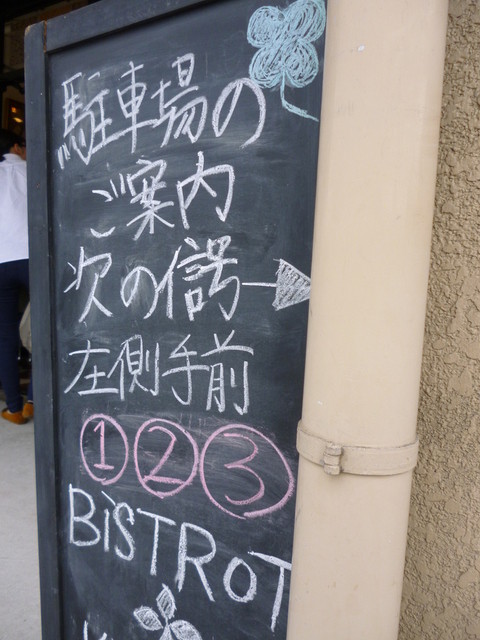 駐車場の
ご案内
次の信号→
左側手前
①②③
BiSTROT